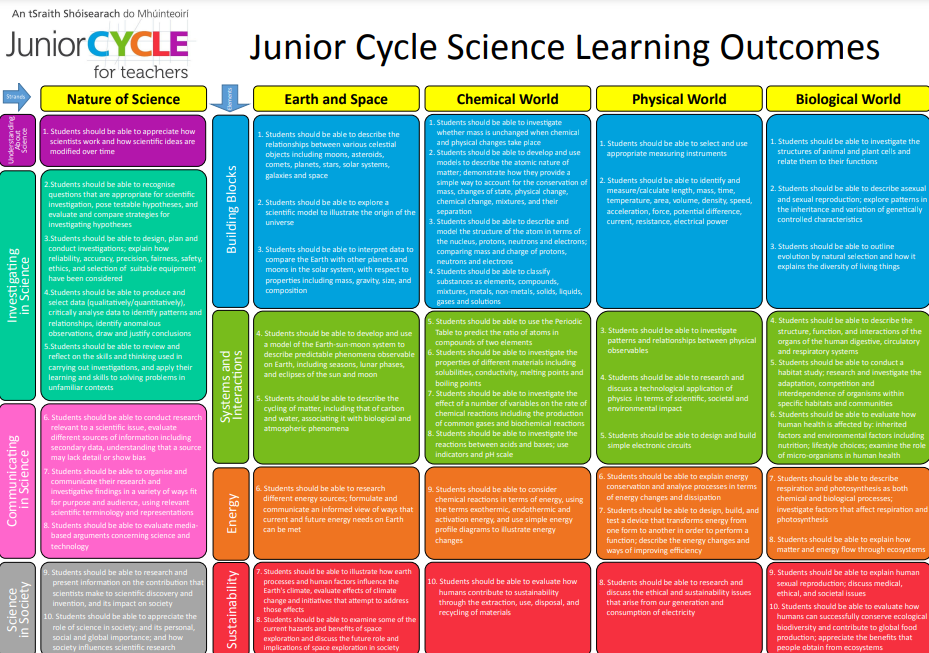 An tSraith Shóisearach do Mhúinteoirí
JuniorCYCLE
for teachers
Junior Cycle Science Learning Outcomes
Strands
Elements
Nature of Science
Earth and Space
Chemical World
Physical World
Biological World
Understanding
About
Science
1. Students should be able to appreciate how
scientists work and how scientific ideas are
modified over time
Investigating
in Science
2.Students should be able to recognise
questions that are appropriate for scientific
investigation, pose testable hypotheses, and
evaluate and compare strategies for
investigating hypotheses
3.Students should be able to design, plan and
conduct investigations; explain how
reliability, accuracy, precision, fairness, safety,
ethics, and selection of suitable equipment
have been considered
4.Students should be able to produce and
select data (qualitatively/quantitatively),
critically analyse data to identify patterns and
relationships, identify anomalous
observations, draw and justify conclusions
5.Students should be able to review and
reflect on the skills and thinking used in
carrying out investigations, and apply their
learning and skills to solving problems in
unfamiliar contexts
Communicating
in Science
6. Students should be able to conduct research
relevant to a scientific issue, evaluate
different sources of information including
secondary data, understanding that a source
may lack detail or show bias
7. Students should be able to organise and
communicate their research and
investigative findings in a variety of ways fit
for purpose and audience, using relevant
scientific terminology and representations
8. Students should be able to evaluate media-
based arguments concerning science and
technology
Science
in Society
9. Students should be able to research and
present information on the contribution that
scientists make to scientific discovery and
invention, and its impact on society
10. Students should be able to appreciate the
role of science in society; and its personal,
social and global importance; and how
society influences scientific research
Building Blocks
1. Students should be able to describe the
relationships between various celestial
objects including moons, asteroids,
comets, planets, stars, solar systems,
galaxies and space
2. Students should be able to explore a
scientific model to illustrate the origin of the
universe
3. Students should be able to interpret data to
compare the Earth with other planets and
moons in the solar system, with respect to
properties including mass, gravity, size, and
composition
1. Students should be able to investigate
whether mass is unchanged when chemical
and physical changes take place
2. Students should be able to develop and use
models to describe the atomic nature of
matter; demonstrate how they provide a
simple way to account for the conservation of
mass, changes of state, physical change,
chemical change, mixtures, and their
separation
3. Students should be able to describe and
model the structure of the atom in terms of
the nucleus, protons, neutrons and electrons;
comparing mass and charge of protons,
neutrons and electrons
4. Students should be able to classify
substances as elements, compounds,
mixtures, metals, non-metals, solids, liquids,
gases and solutions
1. Students should be able to select and use
appropriate measuring instruments
2. Students should be able to identify and
measure/calculate length, mass, time,
temperature, area, volume, density, speed,
acceleration, force, potential difference,
current, resistance, electrical power
1. Students should be able to investigate the
structures of animal and plant cells and
relate them to their functions
2. Students should be able to describe asexual
and sexual reproduction; explore patterns in
the inheritance and variation of genetically
controlled characteristics
3. Students should be able to outline
evolution by natural selection and how it
explains the diversity of living things
Systems and
Interactions
4. Students should be able to develop and use
a model of the Earth-sun-moon system to
describe predictable phenomena observable
on Earth, including seasons, lunar phases,
and eclipses of the sun and moon
5. Students should be able to describe the
cycling of matter, including that of carbon
and water, associating it with biological and
atmospheric phenomena
5. Students should be able to use the Periodic
Table to predict the ratio of atoms in
compounds of two elements
6. Students should be able to investigate the
properties of different materials including
solubilities, conductivity, melting points and
boiling points
7. Students should be able to investigate the
effect of a number of variables on the rate of
chemical reactions including the production
of common gases and biochemical reactions
8. Students should be able to investigate the
reactions between acids and bases; use
indicators and pH scale
3. Students should be able to investigate
patterns and relationships between physical
observables
4. Students should be able to research and
discuss a technological application of
physics in terms of scientific, societal and
environmental impact
5. Students should be able to design and build
simple electronic circuits
4. Students should be able to describe the
structure, function, and interactions of the
organs of the human digestive, circulatory
and respiratory systems
5. Students should be able to conduct a
habitat study; research and investigate the
adaptation, competition and
interdependence of organisms within
specific habitats and communities
6. Students should be able to evaluate how
human health is affected by: inherited
factors and environmental factors including
nutrition; lifestyle choices; examine the role
of micro-organisms in human health
Energy
6. Students should be able to research
different energy sources; formulate and
communicate an informed view of ways that
current and future energy needs on Earth
can be met
9. Students should be able to consider
chemical reactions in terms of energy, using
the terms exothermic, endothermic and
activation energy, and use simple energy
profile diagrams to illustrate energy
changes
6. Students should be able to explain energy
conservation and analyse processes in terms
of energy changes and dissipation
7. Students should be able to design, build, and
test a device that transforms energy from
one form to another in order to perform a
function; describe the energy changes and
ways of improving efficiency
7. Students should be able to describe
respiration and photosynthesis as both
chemical and biological processes;
investigate factors that affect respiration and
photosynthesis
8. Students should be able to explain how
matter and energy flow through ecosystems
Sustainability
7. Students should be able to illustrate how earth
processes and human factors influence the
Earth's climate, evaluate effects of climate
change and initiatives that attempt to address
those effects
8. Students should be able to examine some of the
current hazards and benefits of space
exploration and discuss the future role and
implications of space exploration in society
10. Students should be able to evaluate how
humans contribute to sustainability
through the extraction, use, disposal, and
recycling of materials
8. Students should be able to research and
discuss the ethical and sustainability issues
that arise from our generation and
consumption of electricity
9. Students should be able to explain human
sexual reproduction; discuss medical,
ethical, and societal issues
10. Students should be able to evaluate how
humans can successfully conserve ecological
biodiversity and contribute to global food
production; appreciate the benefits that
people obtain from ecosystems